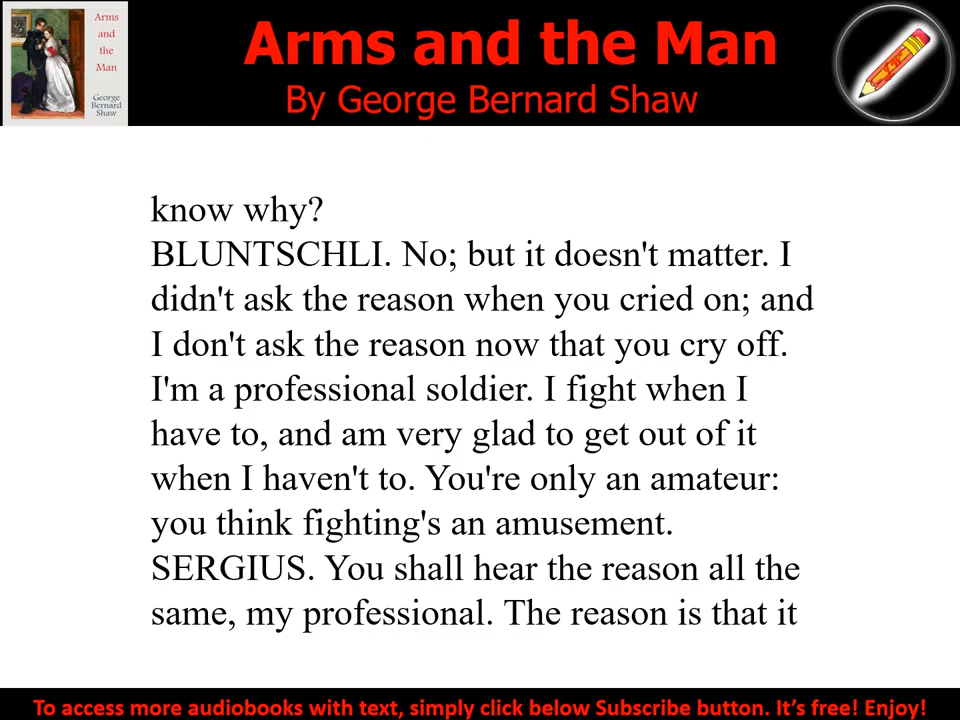 Arms
and
the
Man
George
Bernard
Shaw
Arms and the Man
By George Bernard Shaw
know why?
BLUNTSCHLI. No; but it doesn't matter. I
didn't ask the reason when you cried on; and
I don't ask the reason now that you cry off.
I'm a professional soldier. I fight when I
have to, and am very glad to get out of it
when I haven't to. You're only an amateur:
you think fighting's an amusement.
SERGIUS. You shall hear the reason all the
same, my professional. The reason is that it
To access more audiobooks with text, simply click below Subscribe button. It’s free! Enjoy!